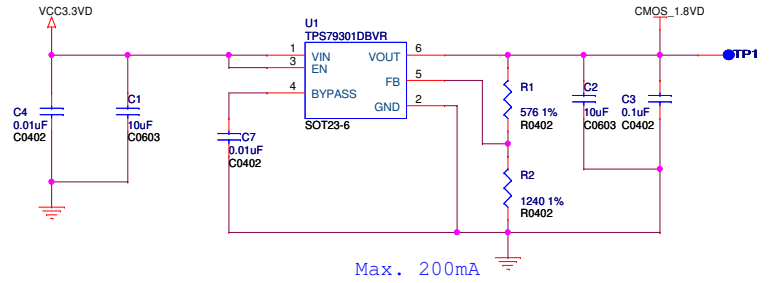 VCC3.3VD
CMOS_1.8VD
U1
TPS79301DBVR
1 VIN VOUT 6
3 EN
FB 5
4 BYPASS
GND 2
SOT23-6
TP1
C4
0.01uF
C0402
C1
10uF
C0603
C7
0.01uF
C0402
R1
576 1%
R0402
C2
10uF
C0603
C3
0.1uF
C0402
R2
1240 1%
R0402
Max. 200mA